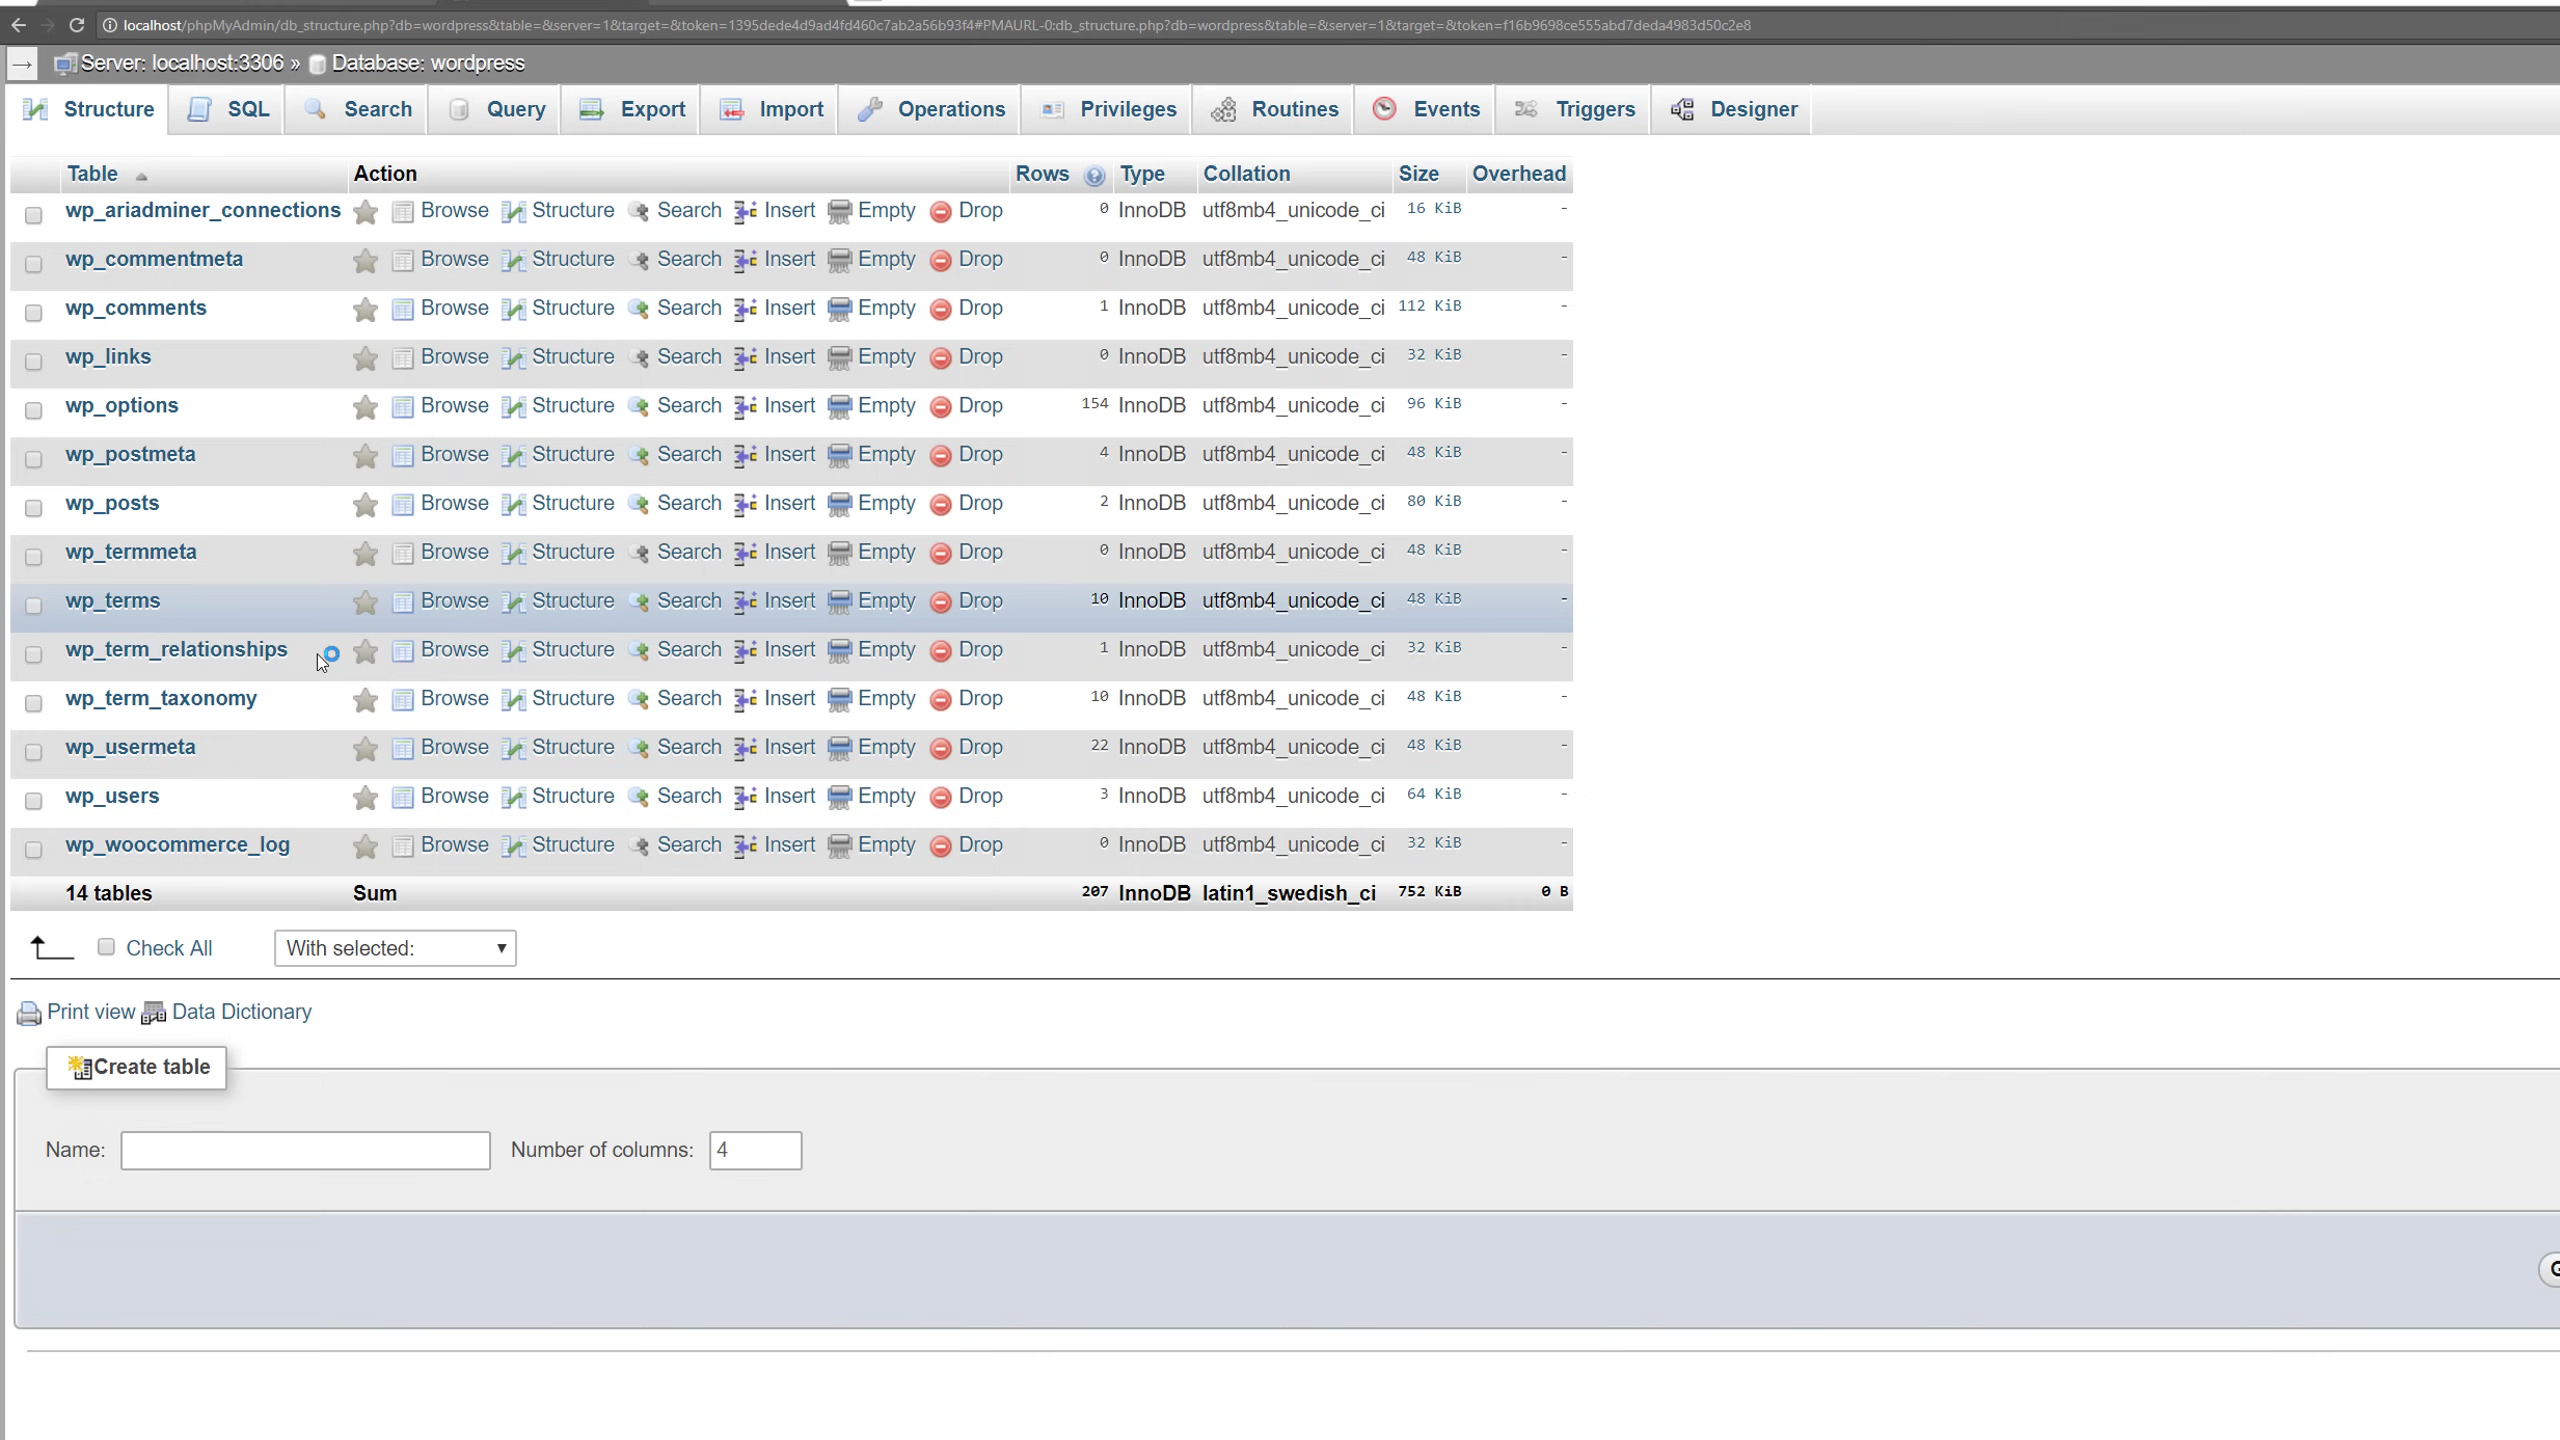 localhost/phpMyAdmin/db_structure.php?db=wordpress&table=&server=1&target=&token=1395dede4d9ad4fd460c7ab2a56b93f4#PMAURL-0:db_structure.php?db=wordpress&table=&server=1&target=&token=f16b9698ce555abd7deda4983d50c2e8
Server: localhost:3306 » Database: wordpress
Structure SQL Search Query Export Import Operations Privileges Routines Events Triggers Designer
Table Action Rows Type Collation Size Overhead
wp_ariadminer_connections Browse Structure Search Insert Empty Drop 0 InnoDB utf8mb4_unicode_ci 16 KiB -
wp_commentmeta Browse Structure Search Insert Empty Drop 0 InnoDB utf8mb4_unicode_ci 48 KiB -
wp_comments Browse Structure Search Insert Empty Drop 1 InnoDB utf8mb4_unicode_ci 112 KiB -
wp_links Browse Structure Search Insert Empty Drop 0 InnoDB utf8mb4_unicode_ci 32 KiB -
wp_options Browse Structure Search Insert Empty Drop 154 InnoDB utf8mb4_unicode_ci 96 KiB -
wp_postmeta Browse Structure Search Insert Empty Drop 4 InnoDB utf8mb4_unicode_ci 48 KiB -
wp_posts Browse Structure Search Insert Empty Drop 2 InnoDB utf8mb4_unicode_ci 80 KiB -
wp_termmeta Browse Structure Search Insert Empty Drop 0 InnoDB utf8mb4_unicode_ci 48 KiB -
wp_terms Browse Structure Search Insert Empty Drop 10 InnoDB utf8mb4_unicode_ci 48 KiB -
wp_term_relationships Browse Structure Search Insert Empty Drop 1 InnoDB utf8mb4_unicode_ci 32 KiB -
wp_term_taxonomy Browse Structure Search Insert Empty Drop 10 InnoDB utf8mb4_unicode_ci 48 KiB -
wp_usermeta Browse Structure Search Insert Empty Drop 22 InnoDB utf8mb4_unicode_ci 48 KiB -
wp_users Browse Structure Search Insert Empty Drop 3 InnoDB utf8mb4_unicode_ci 64 KiB -
wp_woocommerce_log Browse Structure Search Insert Empty Drop 0 InnoDB utf8mb4_unicode_ci 32 KiB -
14 tables Sum 207 InnoDB latin1_swedish_ci 752 KiB 0 B
Check All With selected:
Print view Data Dictionary
Create table
Name: Number of columns: 4